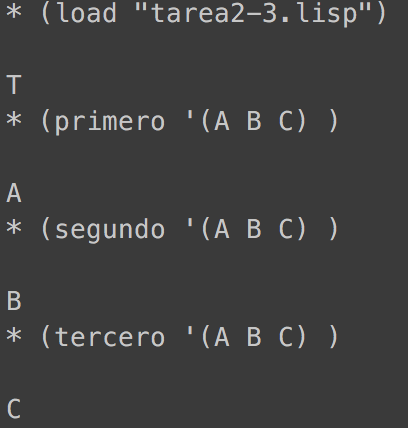 * (load "tarea2-3.lisp")
T
* (primero '(A B C) )
A
* (segundo '(A B C) )
B
* (tercero '(A B C) )
C